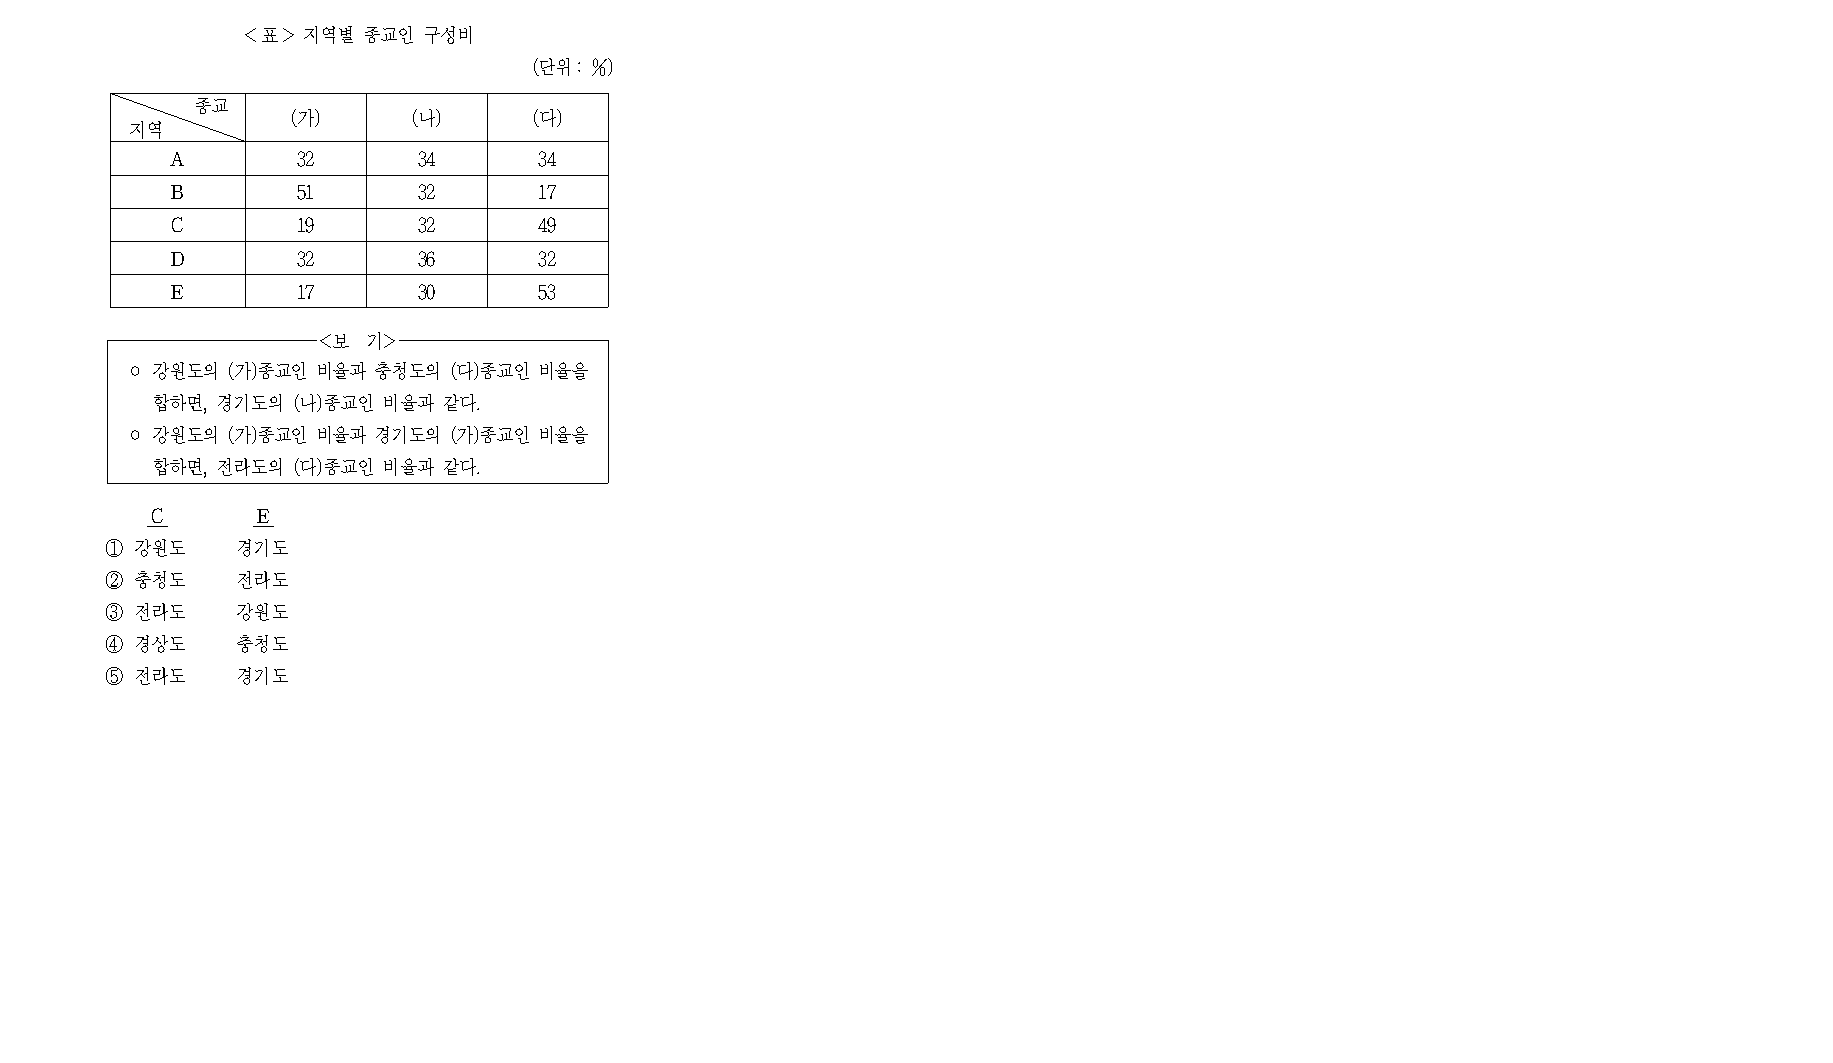 <표> 지역별 종교인 구성비
(단위 : %)
종교
지역
(가) (나) (다)
A 32 34 34
B 51 32 17
C 19 32 49
D 32 36 32
E 17 30 53
<보 기>
○ 강원도의 (가)종교인 비율과 충청도의 (다)종교인 비율을
합하면, 경기도의 (나)종교인 비율과 같다.
○ 강원도의 (가)종교인 비율과 경기도의 (가)종교인 비율을
합하면, 전라도의 (다)종교인 비율과 같다.
C E
① 강원도 경기도
② 충청도 전라도
③ 전라도 강원도
④ 경상도 충청도
⑤ 전라도 경기도